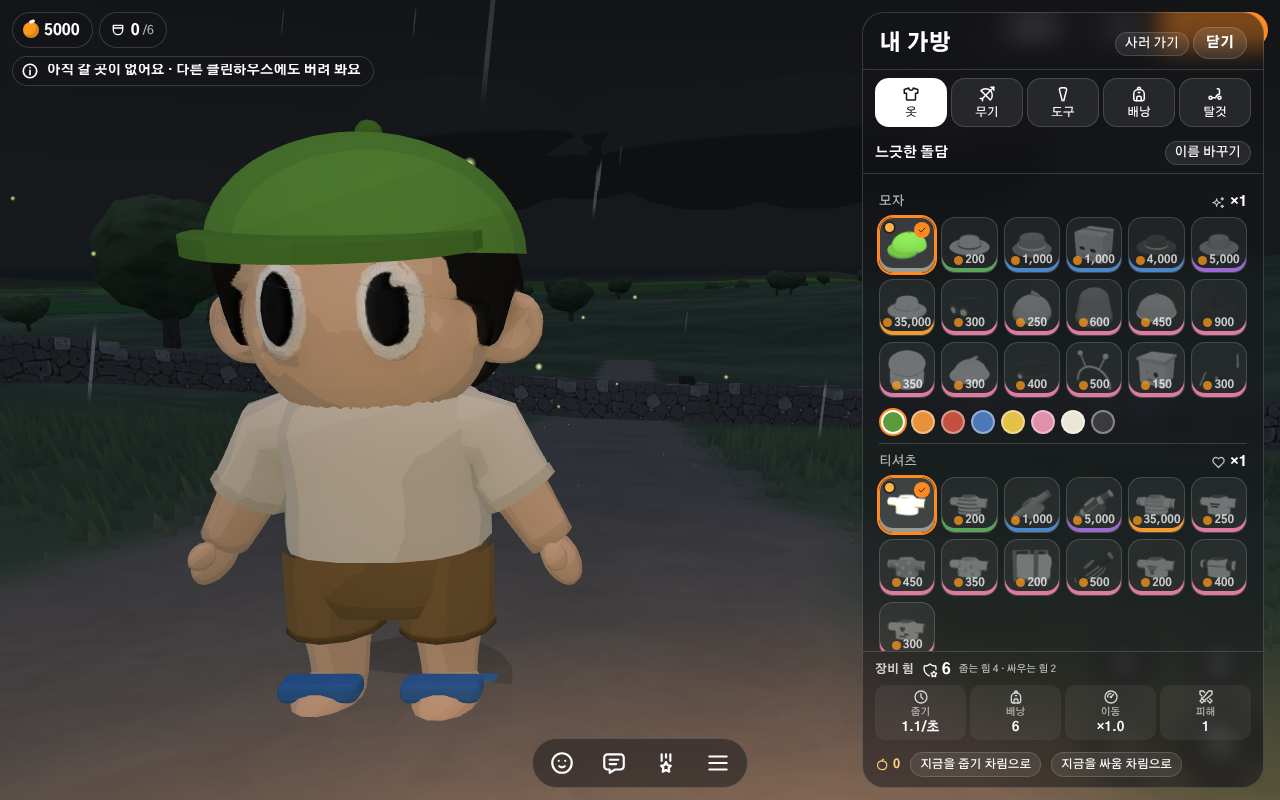 5000
0 /6
아직 갈 곳이 없어요 · 다른 클린하우스에도 버려 봐요
내 가방
사러 가기
닫기
옷
무기
도구
배낭
탈것
느긋한 돌담
이름 바꾸기
모자
×1
200
1,000
1,000
4,000
5,000
35,000
300
250
600
450
900
350
300
400
500
150
300
티셔츠
×1
200
1,000
5,000
35,000
250
450
350
200
500
200
400
300
장비 힘 6 줍는 힘 4 · 싸우는 힘 2
줍기
1.1/초
배낭
6
이동
×1.0
피해
1
0
지금을 줍기 차림으로
지금을 싸움 차림으로